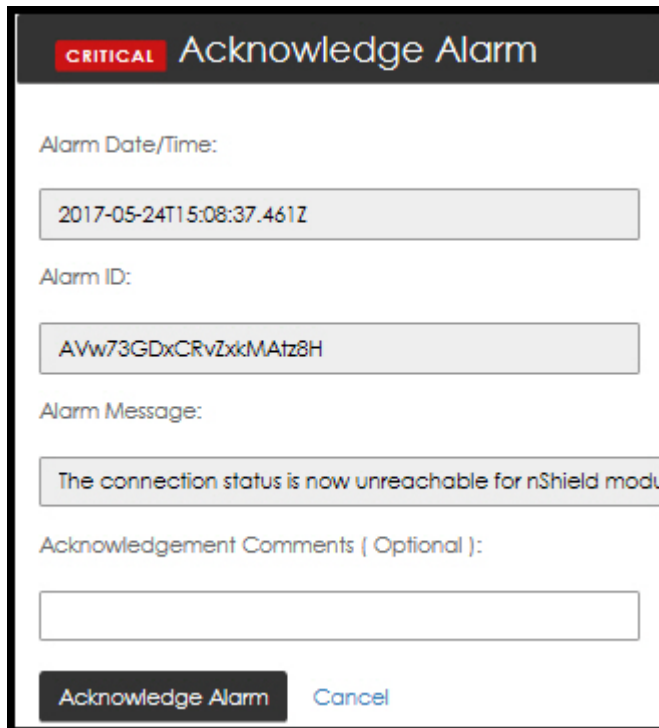 CRITICAL Acknowledge Alarm
Alarm Date/Time:
2017-05-24T15:08:37.461Z
Alarm ID:
AVw73GDxCRvZxkMAtz8H
Alarm Message:
The connection status is now unreachable for nShield modu
Acknowledgement Comments ( Optional ):
Acknowledge Alarm Cancel